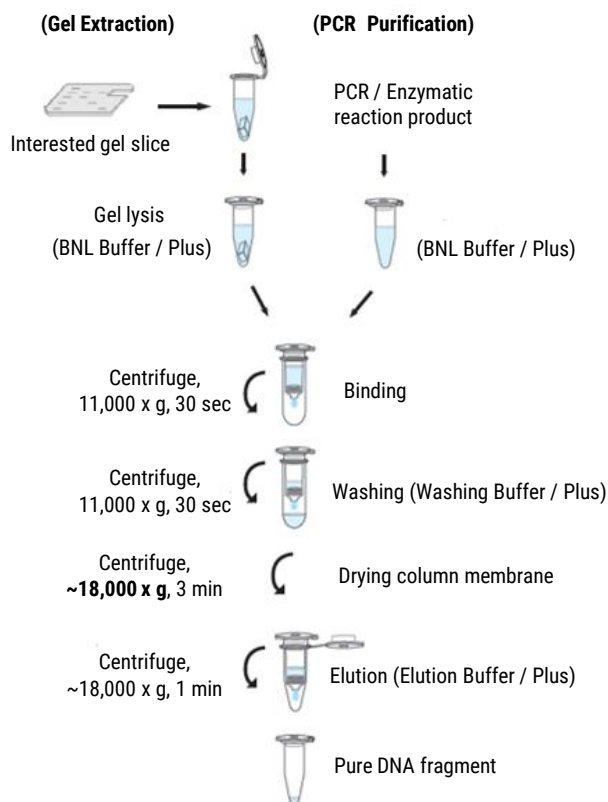 (Gel Extraction)
(PCR Purification)
Interested gel slice
PCR / Enzymatic
reaction product
Gel lysis
(BNL Buffer / Plus)
(BNL Buffer / Plus)
Centrifuge,
11,000 x g, 30 sec
Binding
Centrifuge,
11,000 x g, 30 sec
Washing (Washing Buffer / Plus)
Centrifuge,
~18,000 x g, 3 min
Drying column membrane
Centrifuge,
~18,000 x g, 1 min
Elution (Elution Buffer / Plus)
Pure DNA fragment